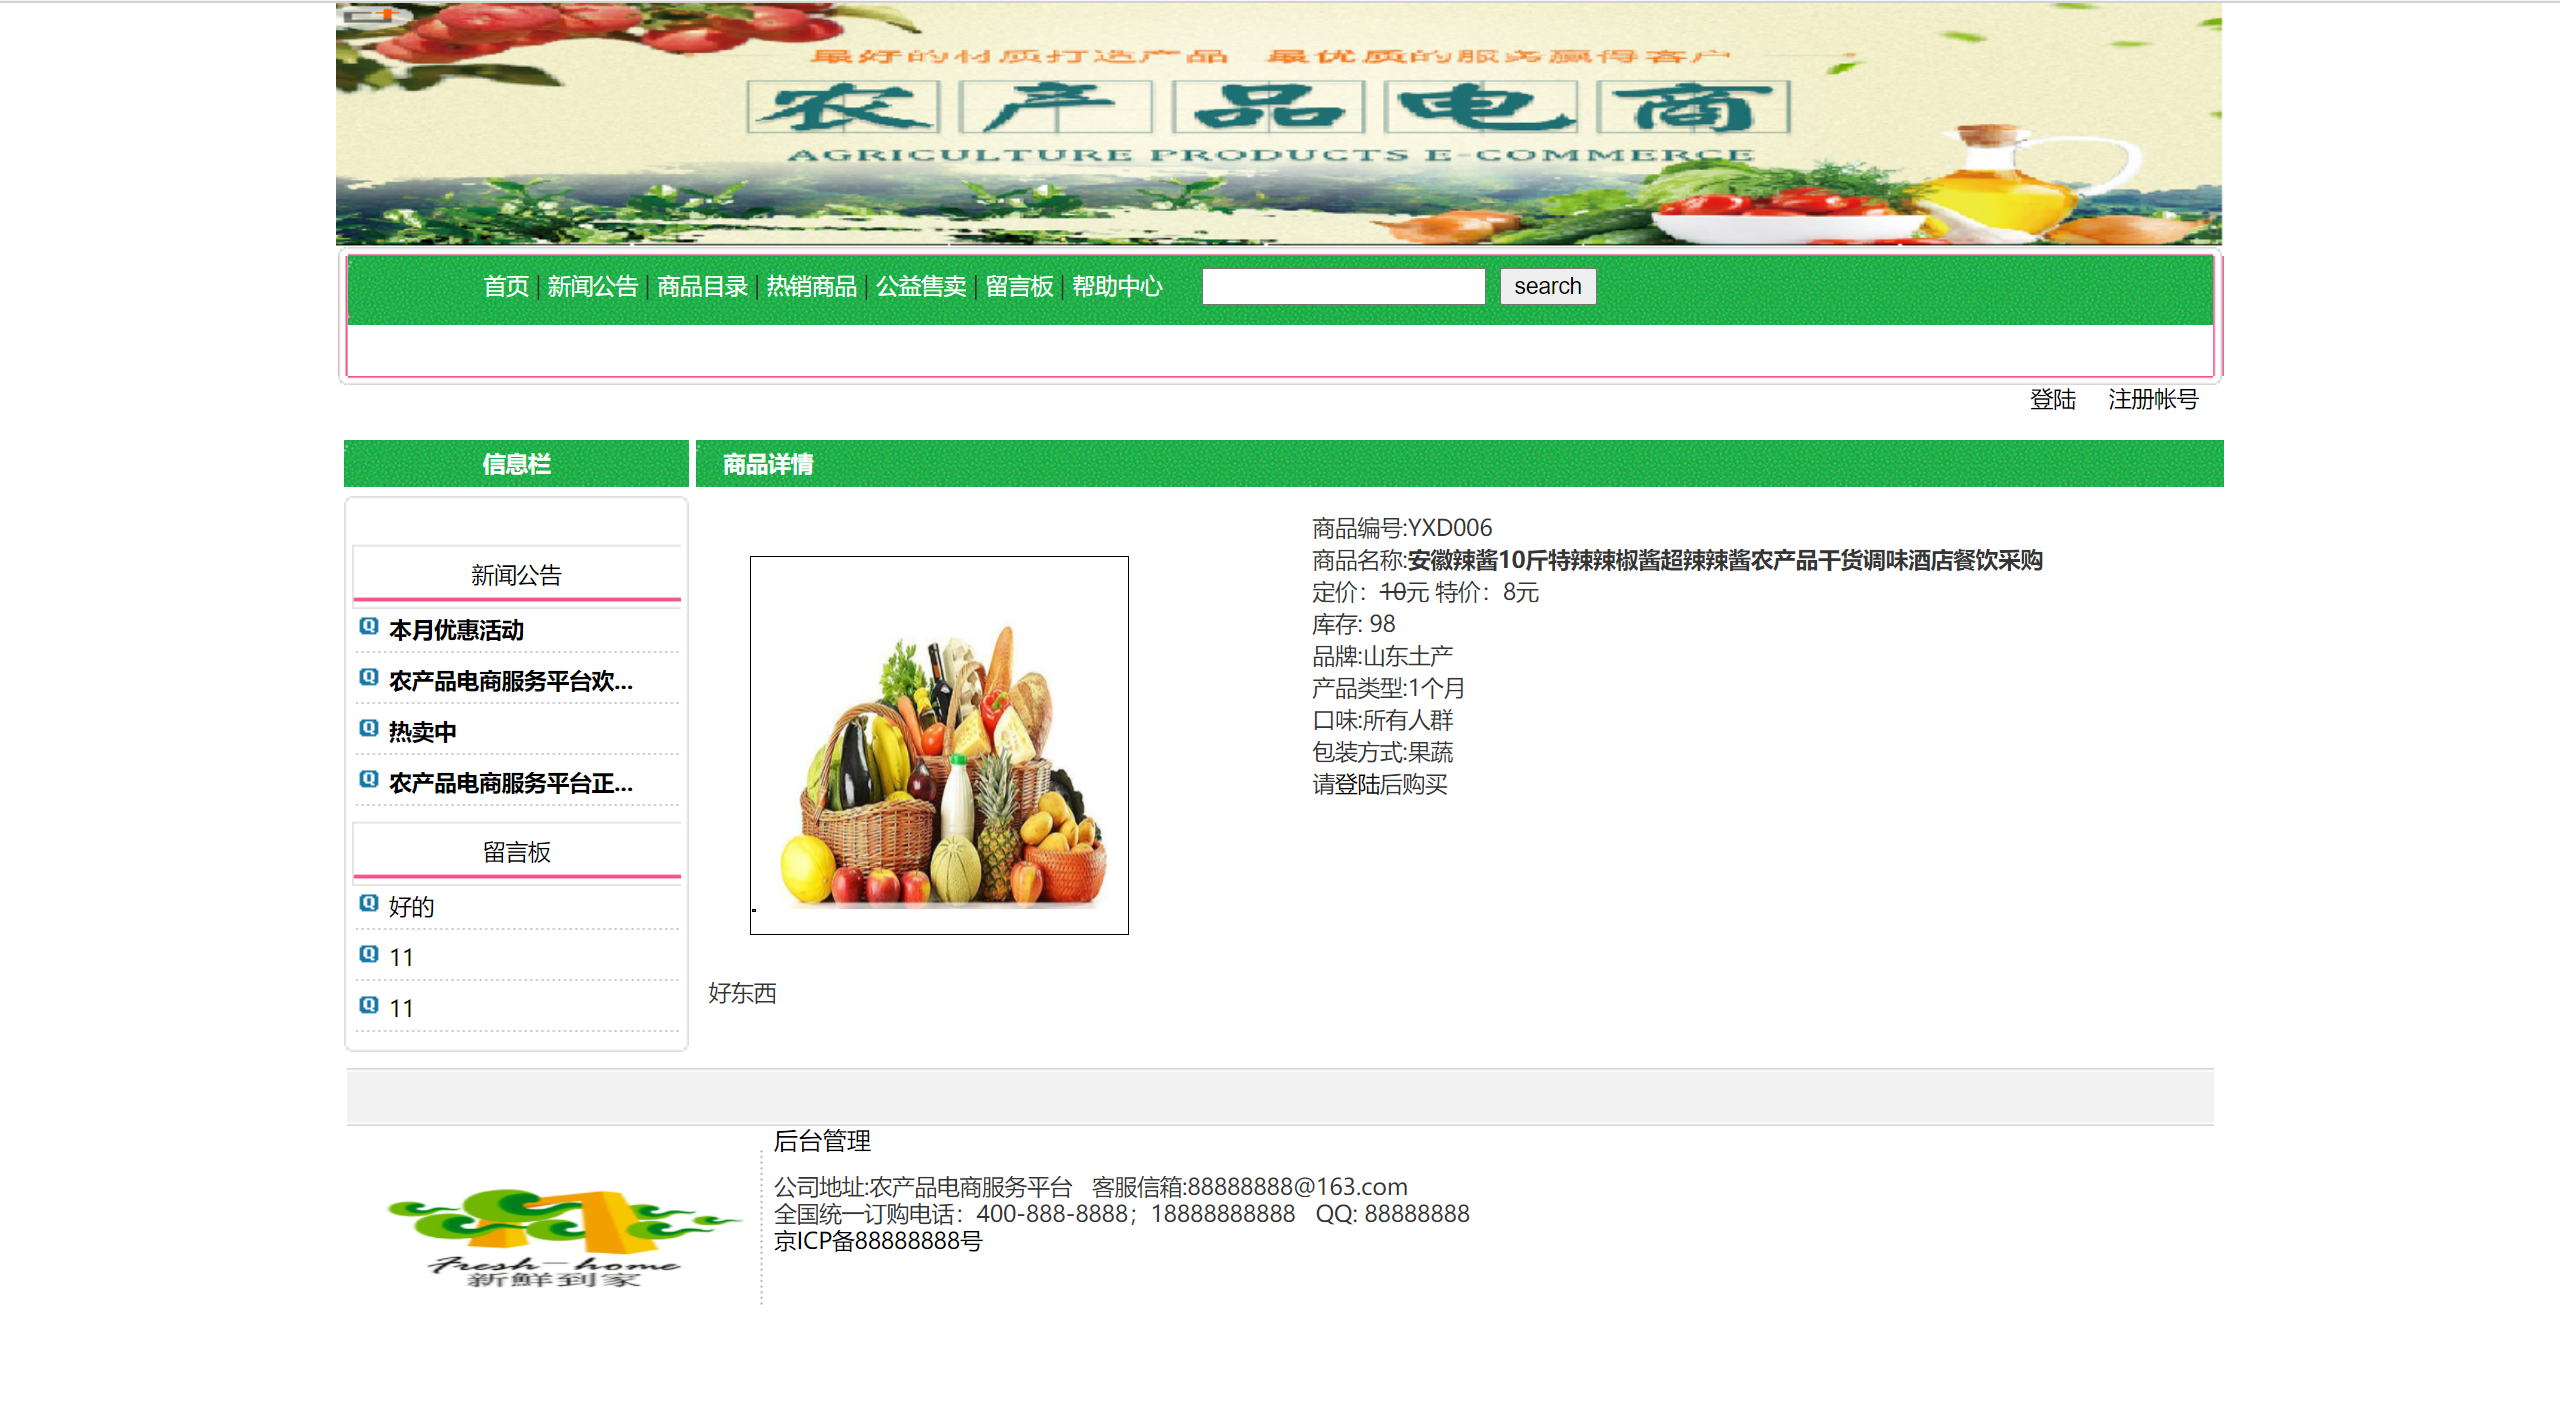 最好的材质打造产品 最优质的服务赢得客户
农产品电商
AGRICULTURE PRODUCTS E-COMMERCE
首页 | 新闻公告 | 商品目录 | 热销商品 | 公益售卖 | 留言板 | 帮助中心 search
登陆 注册帐号
信息栏
新闻公告
本月优惠活动
农产品电商服务平台欢...
热卖中
农产品电商服务平台正...
留言板
好的
11
11
商品详情
商品编号:YXD006
商品名称:安徽辣酱10斤特辣辣椒酱超辣辣酱农产品干货调味酒店餐饮采购
定价：10元 特价：8元
库存: 98
品牌:山东土产
产品类型:1个月
口味:所有人群
包装方式:果蔬
请登陆后购买
好东西
Fresh-home
新鲜到家
后台管理
公司地址:农产品电商服务平台 客服信箱:88888888@163.com
全国统一订购电话：400-888-8888；18888888888 QQ: 88888888
京ICP备88888888号